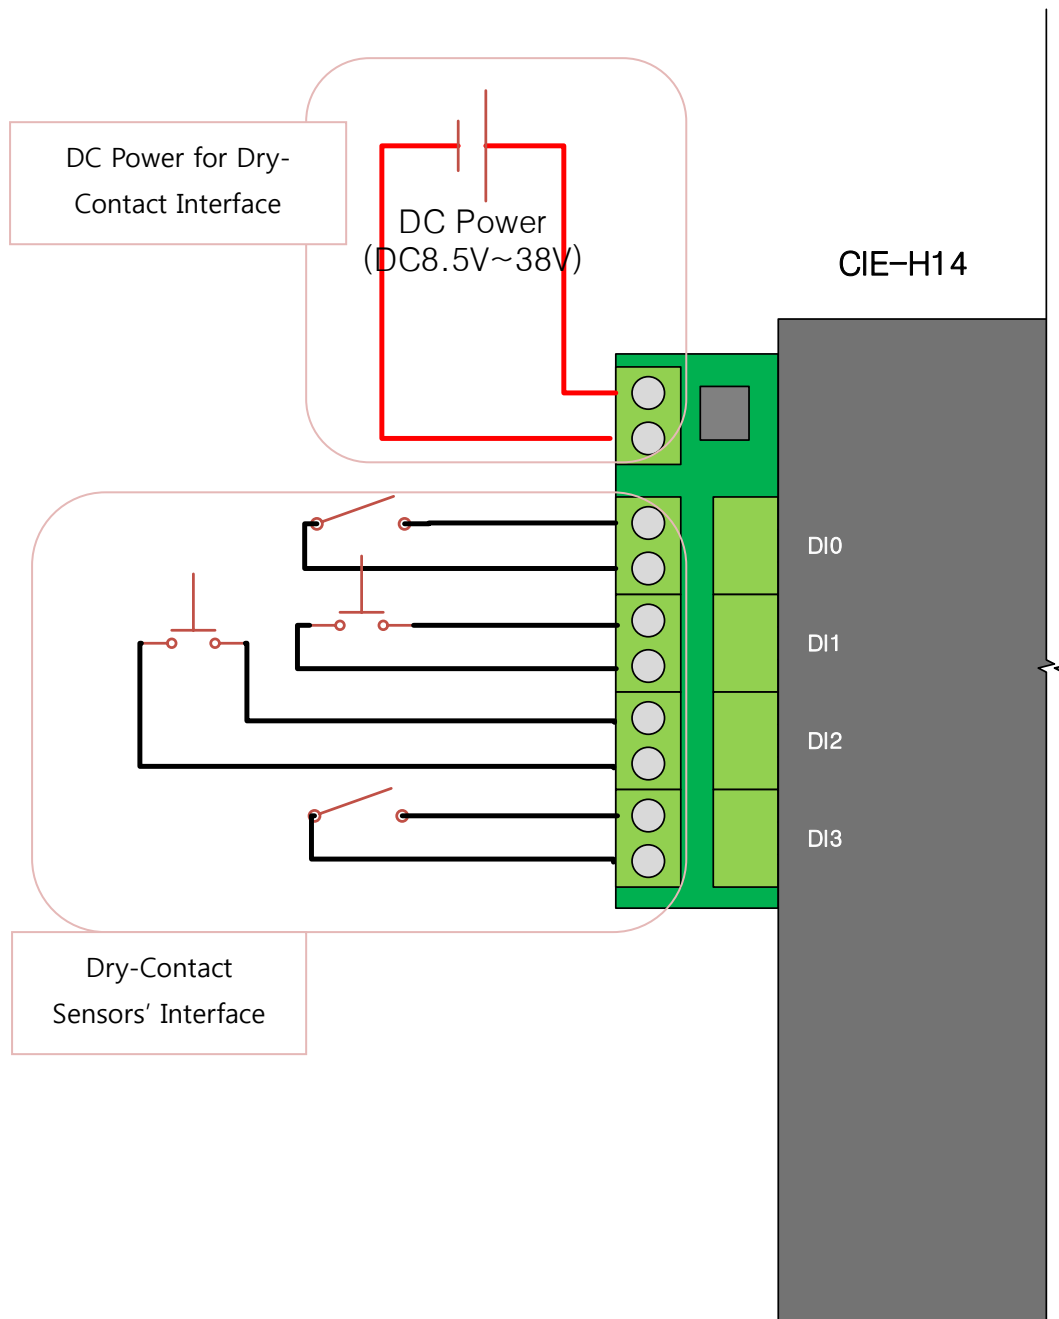 DC Power for Dry-
Contact Interface
DC Power
(DC8.5V~38V)
CIE-H14
DI0
DI1
DI2
DI3
Dry-Contact
Sensors’ Interface